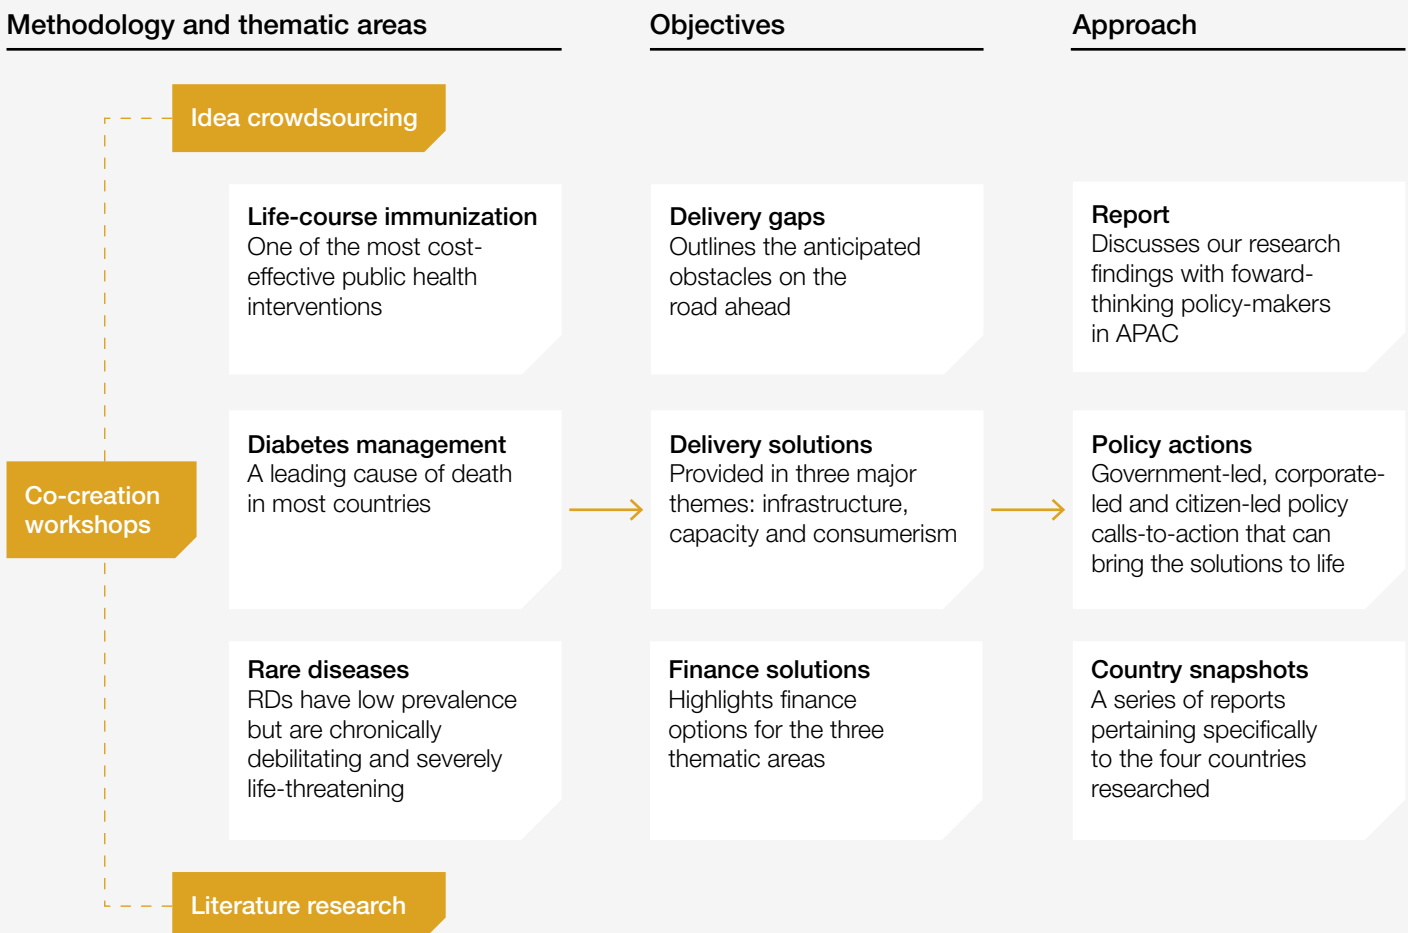 Methodology and thematic areas
Objectives
Approach
Idea crowdsourcing
Co-creation
workshops
Literature research
Life-course immunization
One of the most cost-
effective public health
interventions
Diabetes management
A leading cause of death
in most countries
Rare diseases
RDs have low prevalence
but are chronically
debilitating and severely
life-threatening
Delivery gaps
Outlines the anticipated
obstacles on the
road ahead
Delivery solutions
Provided in three major
themes: infrastructure,
capacity and consumerism
Finance solutions
Highlights finance
options for the three
thematic areas
Report
Discusses our research
findings with foward-
thinking policy-makers
in APAC
Policy actions
Government-led, corporate-
led and citizen-led policy
calls-to-action that can
bring the solutions to life
Country snapshots
A series of reports
pertaining specifically
to the four countries
researched